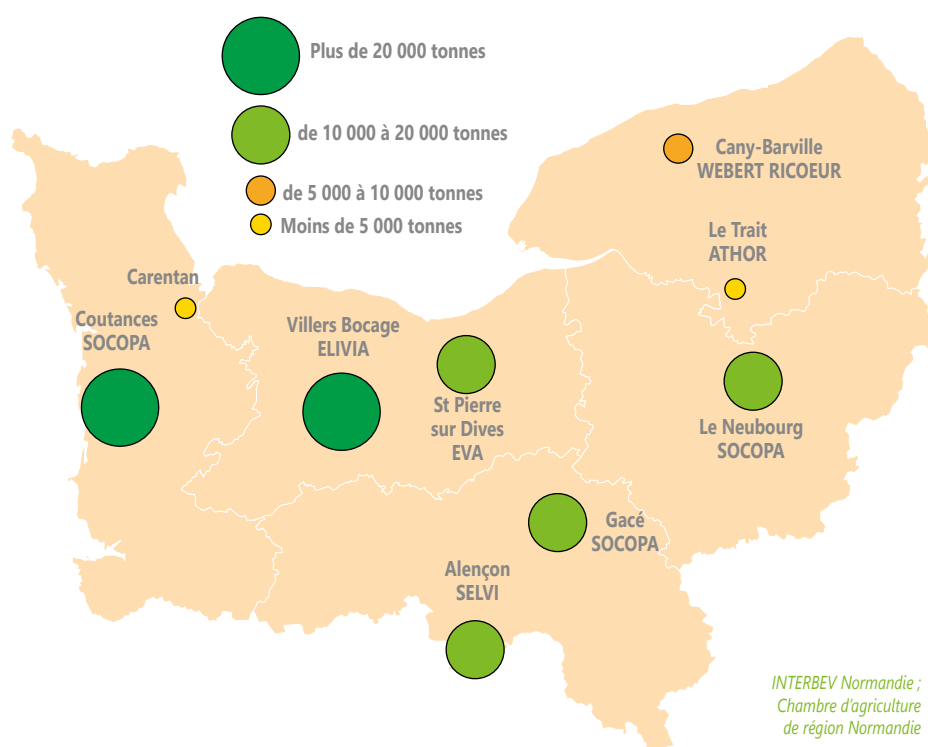 Plus de 20 000 tonnes
de 10 000 à 20 000 tonnes
de 5 000 à 10 000 tonnes
Moins de 5 000 tonnes
Cany-Barville
WEBERT RICOEUR
Le Trait
ATHOR
Carentan
Coutances
SOCOPA
Villers Bocage
ELIVIA
St Pierre
sur Dives
EVA
Le Neubourg
SOCOPA
Gacé
SOCOPA
Alençon
SELVI
INTERBEV Normandie ;
Chambre d'agriculture
de région Normandie